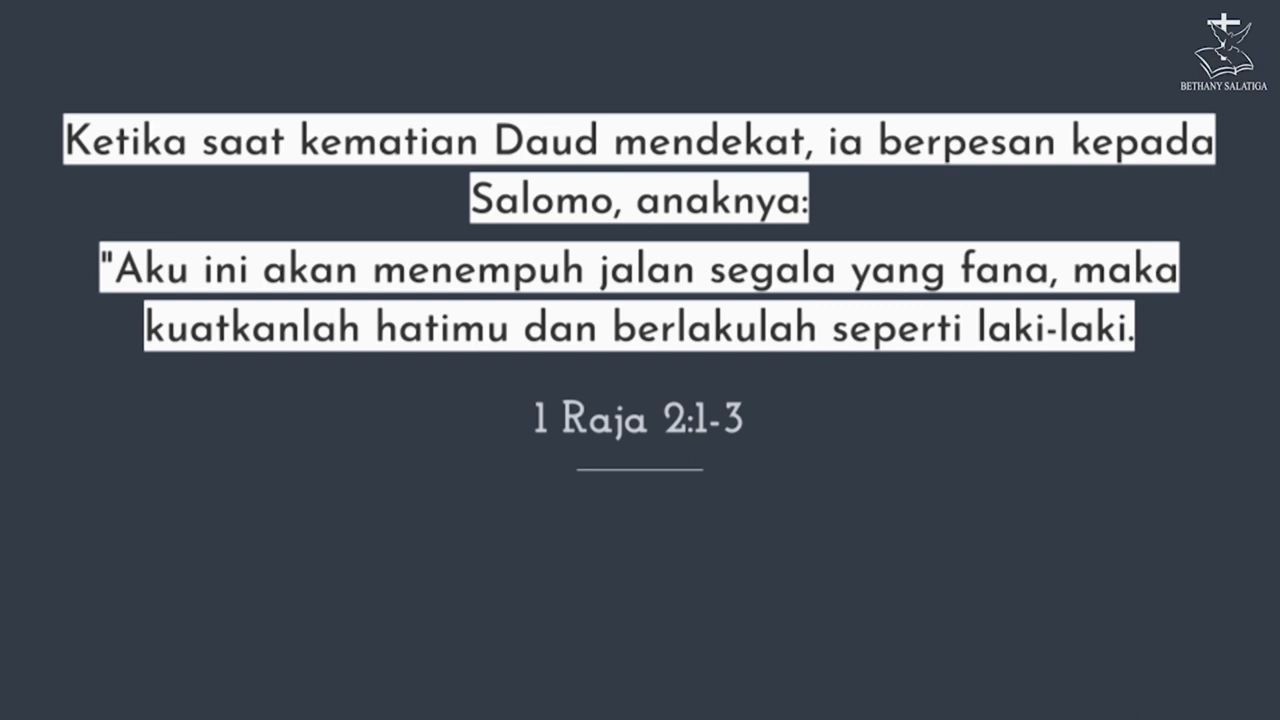 BETHANY SALATIGA
Ketika saat kematian Daud mendekat, ia berpesan kepada
Salomo, anaknya:
"Aku ini akan menempuh jalan segala yang fana, maka
kuatkanlah hatimu dan berlakulah seperti laki-laki.
1 Raja 2:1-3